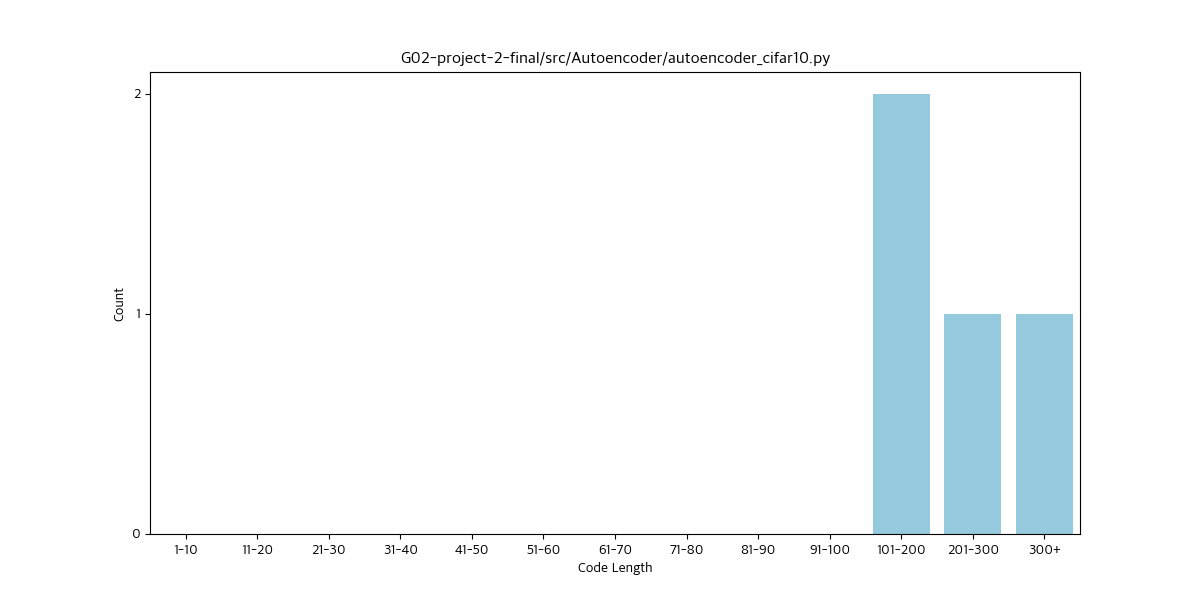 G02-project-2-final/src/Autoencoder/autoencoder_cifar10.py
2
1
0
Count
1-10 11-20 21-30 31-40 41-50 51-60 61-70 71-80 81-90 91-100 101-200 201-300 300+
Code Length